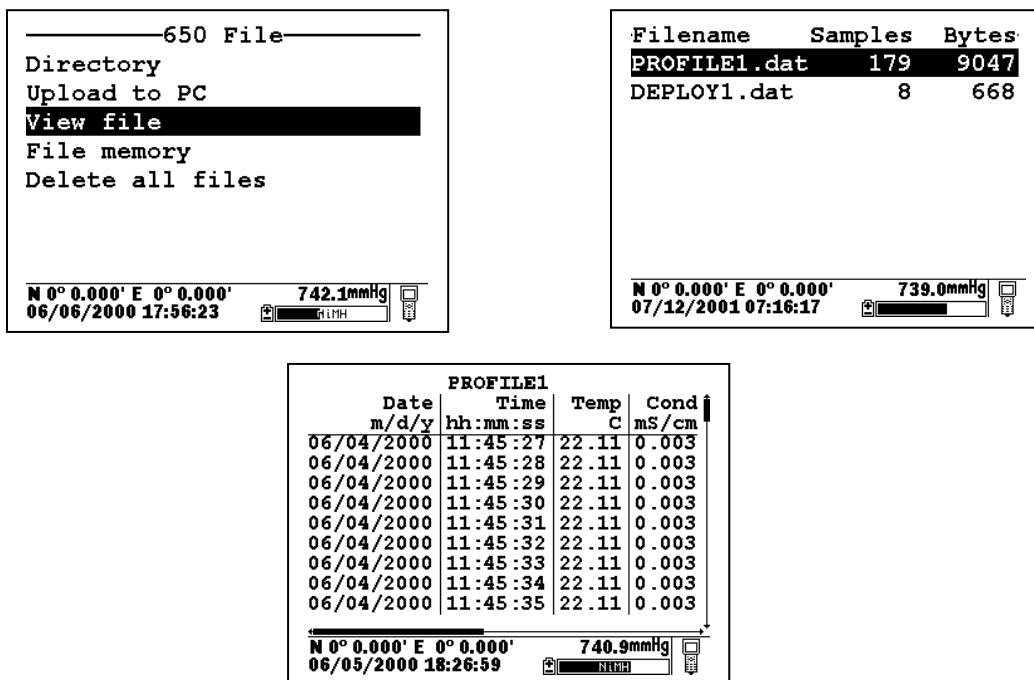 650 File
Directory
Upload to PC
View file
File memory
Delete all files
N 0° 0.000' E 0° 0.000' 742.1mmHg
06/06/2000 17:56:23 NiMH
Filename Samples Bytes
PROFILE1.dat 179 9047
DEPLOY1.dat 8 668
N 0° 0.000' E 0° 0.000' 739.0mmHg
07/12/2001 07:16:17
PROFILE1
Date Time Temp Cond
m/d/y hh:mm:ss C mS/cm
06/04/2000 11:45:27 22.11 0.003
06/04/2000 11:45:28 22.11 0.003
06/04/2000 11:45:29 22.11 0.003
06/04/2000 11:45:30 22.11 0.003
06/04/2000 11:45:31 22.11 0.003
06/04/2000 11:45:32 22.11 0.003
06/04/2000 11:45:33 22.11 0.003
06/04/2000 11:45:34 22.11 0.003
06/04/2000 11:45:35 22.11 0.003
N 0° 0.000' E 0° 0.000' 740.9mmHg
06/05/2000 18:26:59 NiMH